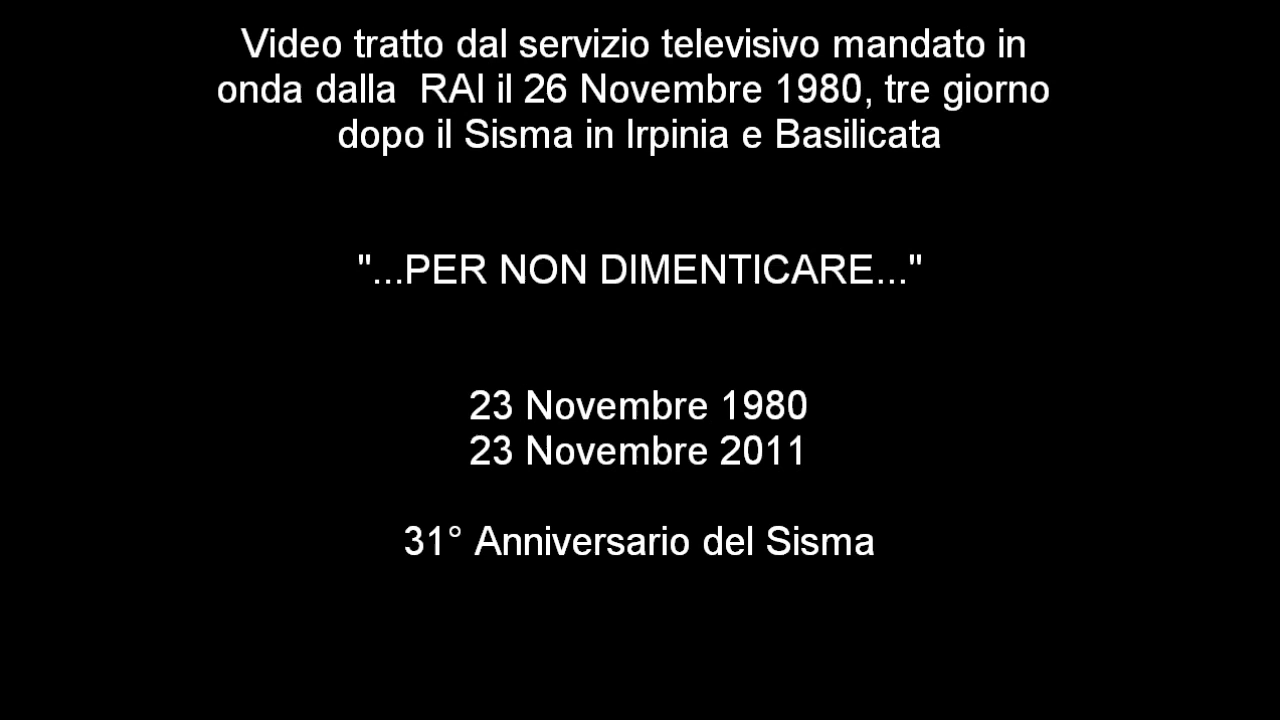 Video tratto dal servizio televisivo mandato in
onda dalla  RAI il 26 Novembre 1980, tre giorno
dopo il Sisma in Irpinia e Basilicata
"...PER NON DIMENTICARE..."
23 Novembre 1980
23 Novembre 2011
31° Anniversario del Sisma